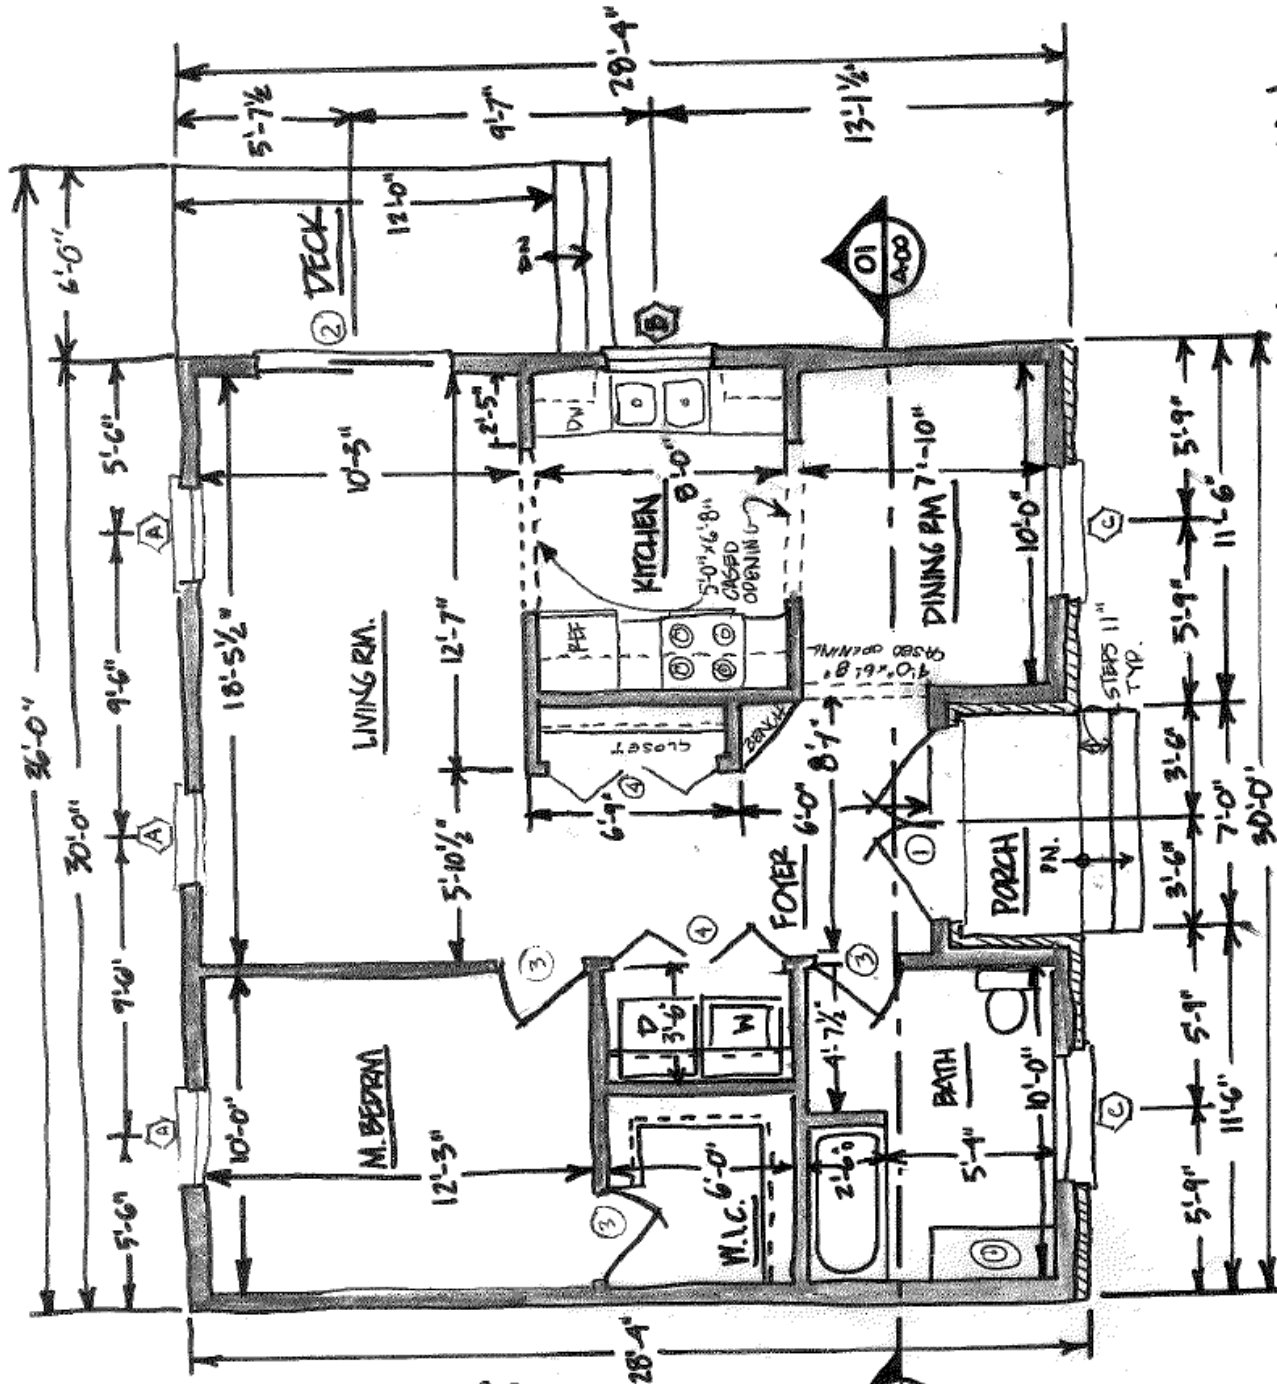 36'-0"
30'-0"
6'-0"
5'-6"
9'-6"
9'-6"
5'-6"
A
A
A
28'-4"
5'-7½
9'-7"
13'-1½"
28'-4"
② DECK
12'-0"
DN
B
01
A00
10'-0"
M. BEDRM
12'-3"
3
3
18'-5½"
LIVING RM.
10'-3"
5'-10½"
12'-7"
2'-5"
W.I.C. 6'-0"
D
3'-6"
W
4
6'-9"
4
CLOSET
BENCH
REF
KITCHEN
8'-0"
5'-0" x 6'-8"
CASED
OPENING
FOYER
6'-0"
8'-1"
3
4'-7½"
2'-6"
BATH
5'-4"
10'-0"
1
PORCH
4'-0" x 6'-8"
CASED OPENING
DINING RM
7'-10"
10'-0"
STEPS 11"
TYP.
C
C
5'-9"
5'-9"
3'-6"
3'-6"
5'-9"
5'-9"
11'-6"
7'-0"
11'-6"
30'-0"